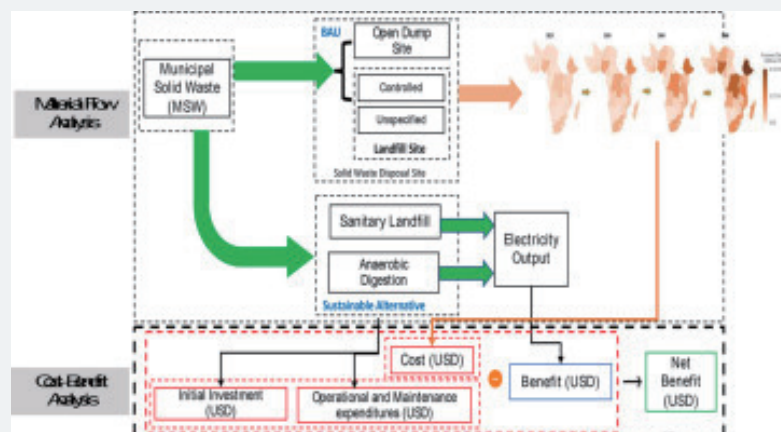 BAU
Open Dump
Site
Municipal
Solid Waste
(MSW)
Controlled
Unspecified
Landfill Site
Solid Waste Disposal Site
Material Flow
Analysis
Sanitary Landfill
Anaerobic
Digestion
Sustainable Alternative
Electricity
Output
Cost-Benefit
Analysis
Cost (USD)
Initial Investment
(USD)
Operational and Maintenance
expenditures (USD)
Benefit (USD)
Net
Benefit
(USD)